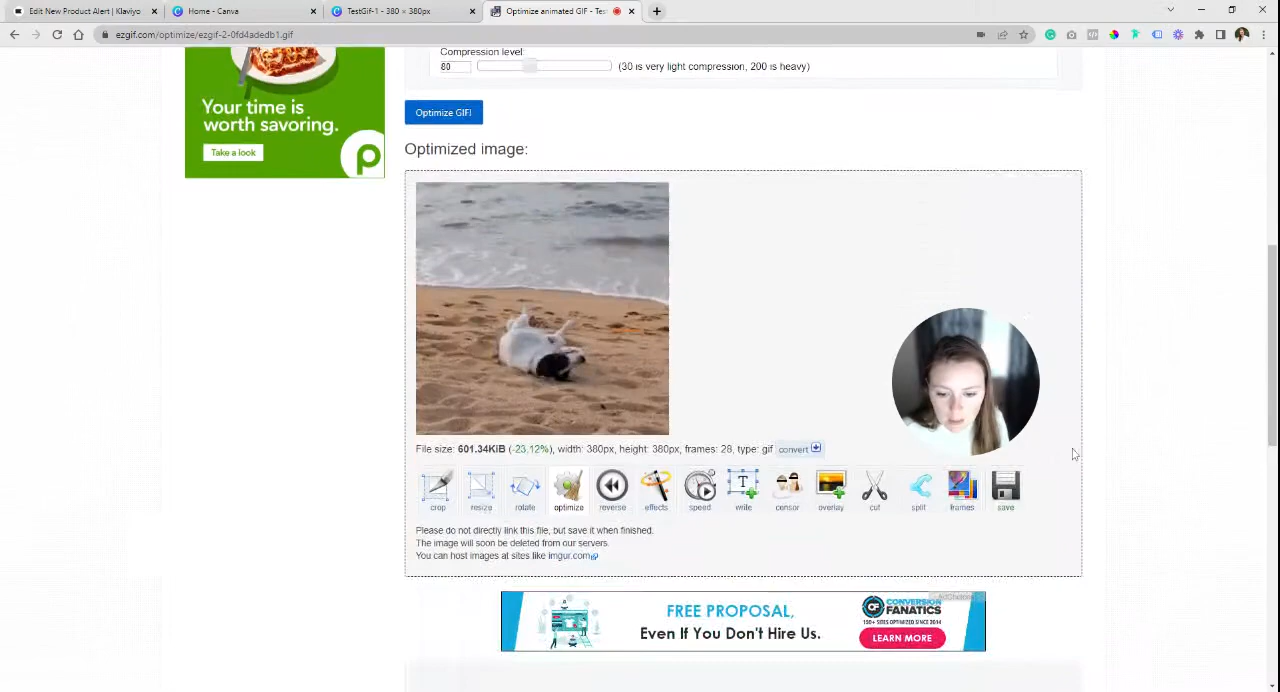 Edit New Product Alert | Klaviyo
Home - Canva
TestGif-1 - 380 × 380px
Optimize animated GIF - Tes
ezgif.com/optimize/ezgif-2-0fd4adedb1.gif
Compression level:
80 (30 is very light compression, 200 is heavy)
Your time is
worth savoring.
Take a look
Optimize GIF!
Optimized image:
File size: 601.34KiB (-23.12%), width: 380px, height: 380px, frames: 28, type: gif convert
crop resize rotate optimize reverse effects speed write censor overlay cut split frames save
Please do not directly link this file, but save it when finished.
The image will soon be deleted from our servers.
You can host images at sites like imgur.com
FREE PROPOSAL,
Even If You Don't Hire Us.
CONVERSION
FANATICS
150+ SITES OPTIMIZED SINCE 2014
LEARN MORE
AdChoices